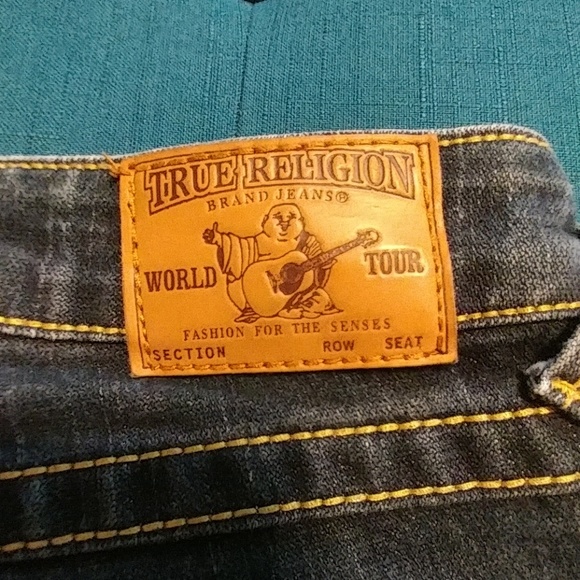 TRUE RELIGION
BRAND JEANS®
WORLD TOUR
FASHION FOR THE SENSES
SECTION ROW SEAT